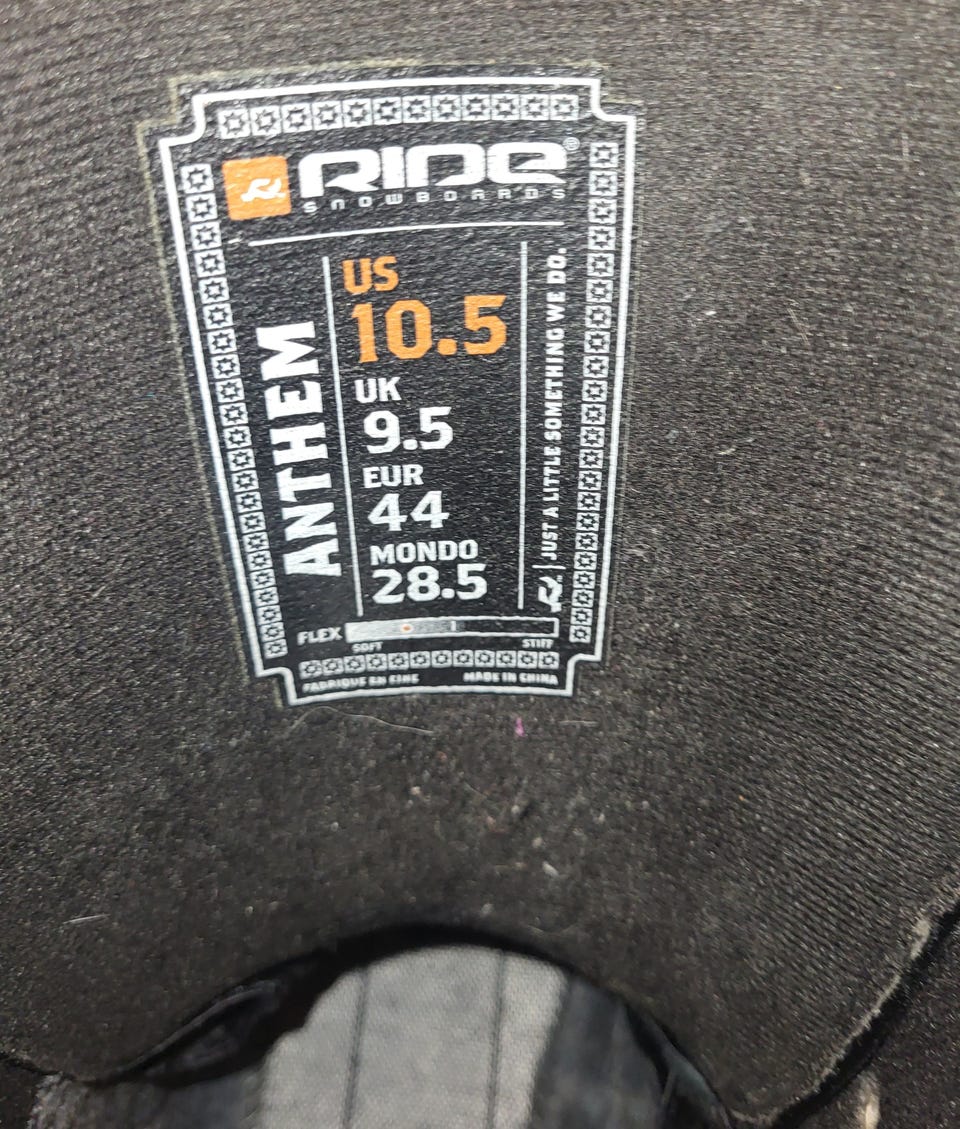 RIDE®
SNOWBOARDS
ANTHEM
US
10.5
UK
9.5
EUR
44
MONDO
28.5
JUST A LITTLE SOMETHING WE DO.
FLEX
SOFT STIFF
FABRIQUE EN CINE MADE IN CHINA